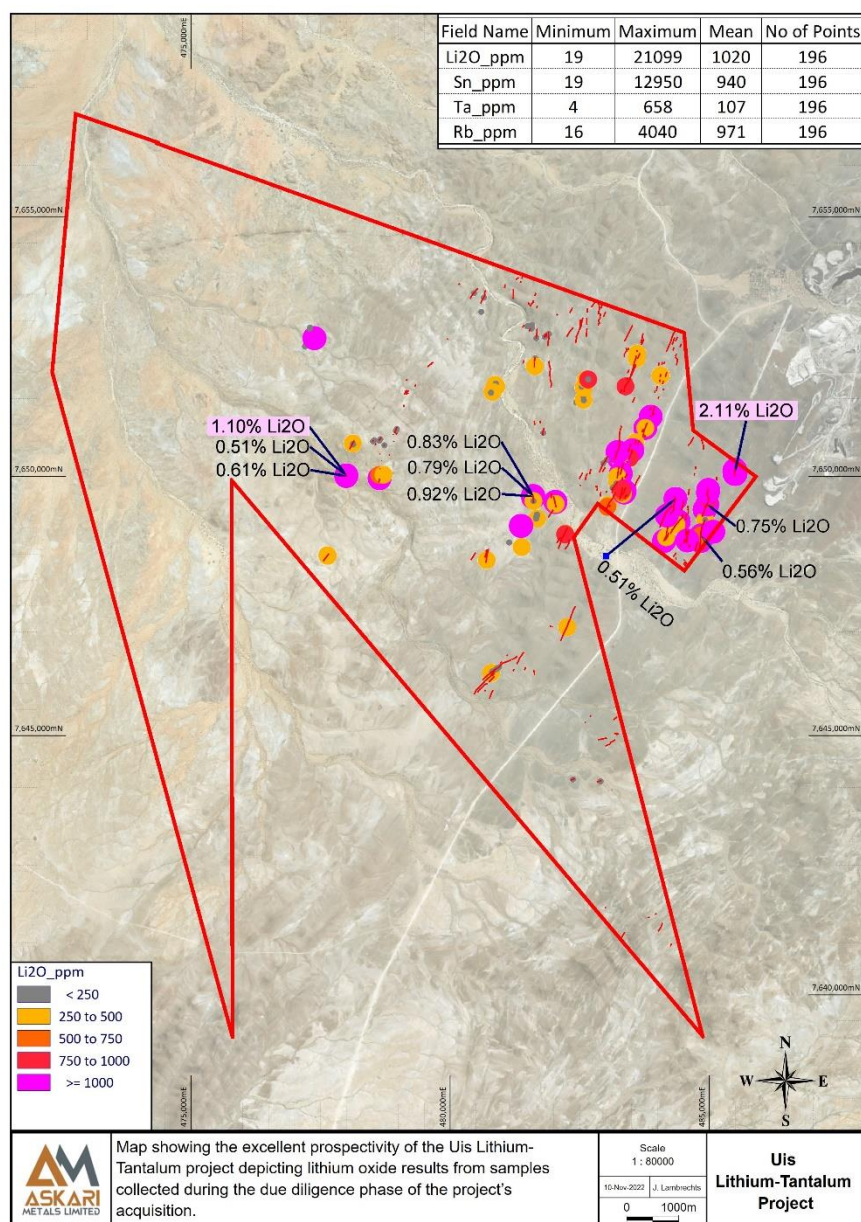 475,000mE
Field Name Minimum Maximum Mean No of Points
Li2O_ppm 19 21099 1020 196
Sn_ppm 19 12950 940 196
Ta_ppm 4 658 107 196
Rb_ppm 16 4040 971 196
7,655,000mN
7,655,000mN
1.10% Li2O
0.51% Li2O
0.61% Li2O
0.83% Li2O
0.79% Li2O
0.92% Li2O
2.11% Li2O
7,650,000mN
7,650,000mN
0.75% Li2O
0.56% Li2O
0.51% Li2O
7,645,000mN
7,645,000mN
7,640,000mN
Li2O_ppm
< 250
250 to 500
500 to 750
750 to 1000
>= 1000
475,000mE
480,000mE
485,000mE
N
W E
S
AM
ASKARI
METALS LIMITED
Map showing the excellent prospectivity of the Uis Lithium-
Tantalum project depicting lithium oxide results from samples
collected during the due diligence phase of the project's
acquisition.
Scale
1 : 80000
10-Nov-2022 J. Lambrechts
0 1000m
Uis
Lithium-Tantalum
Project